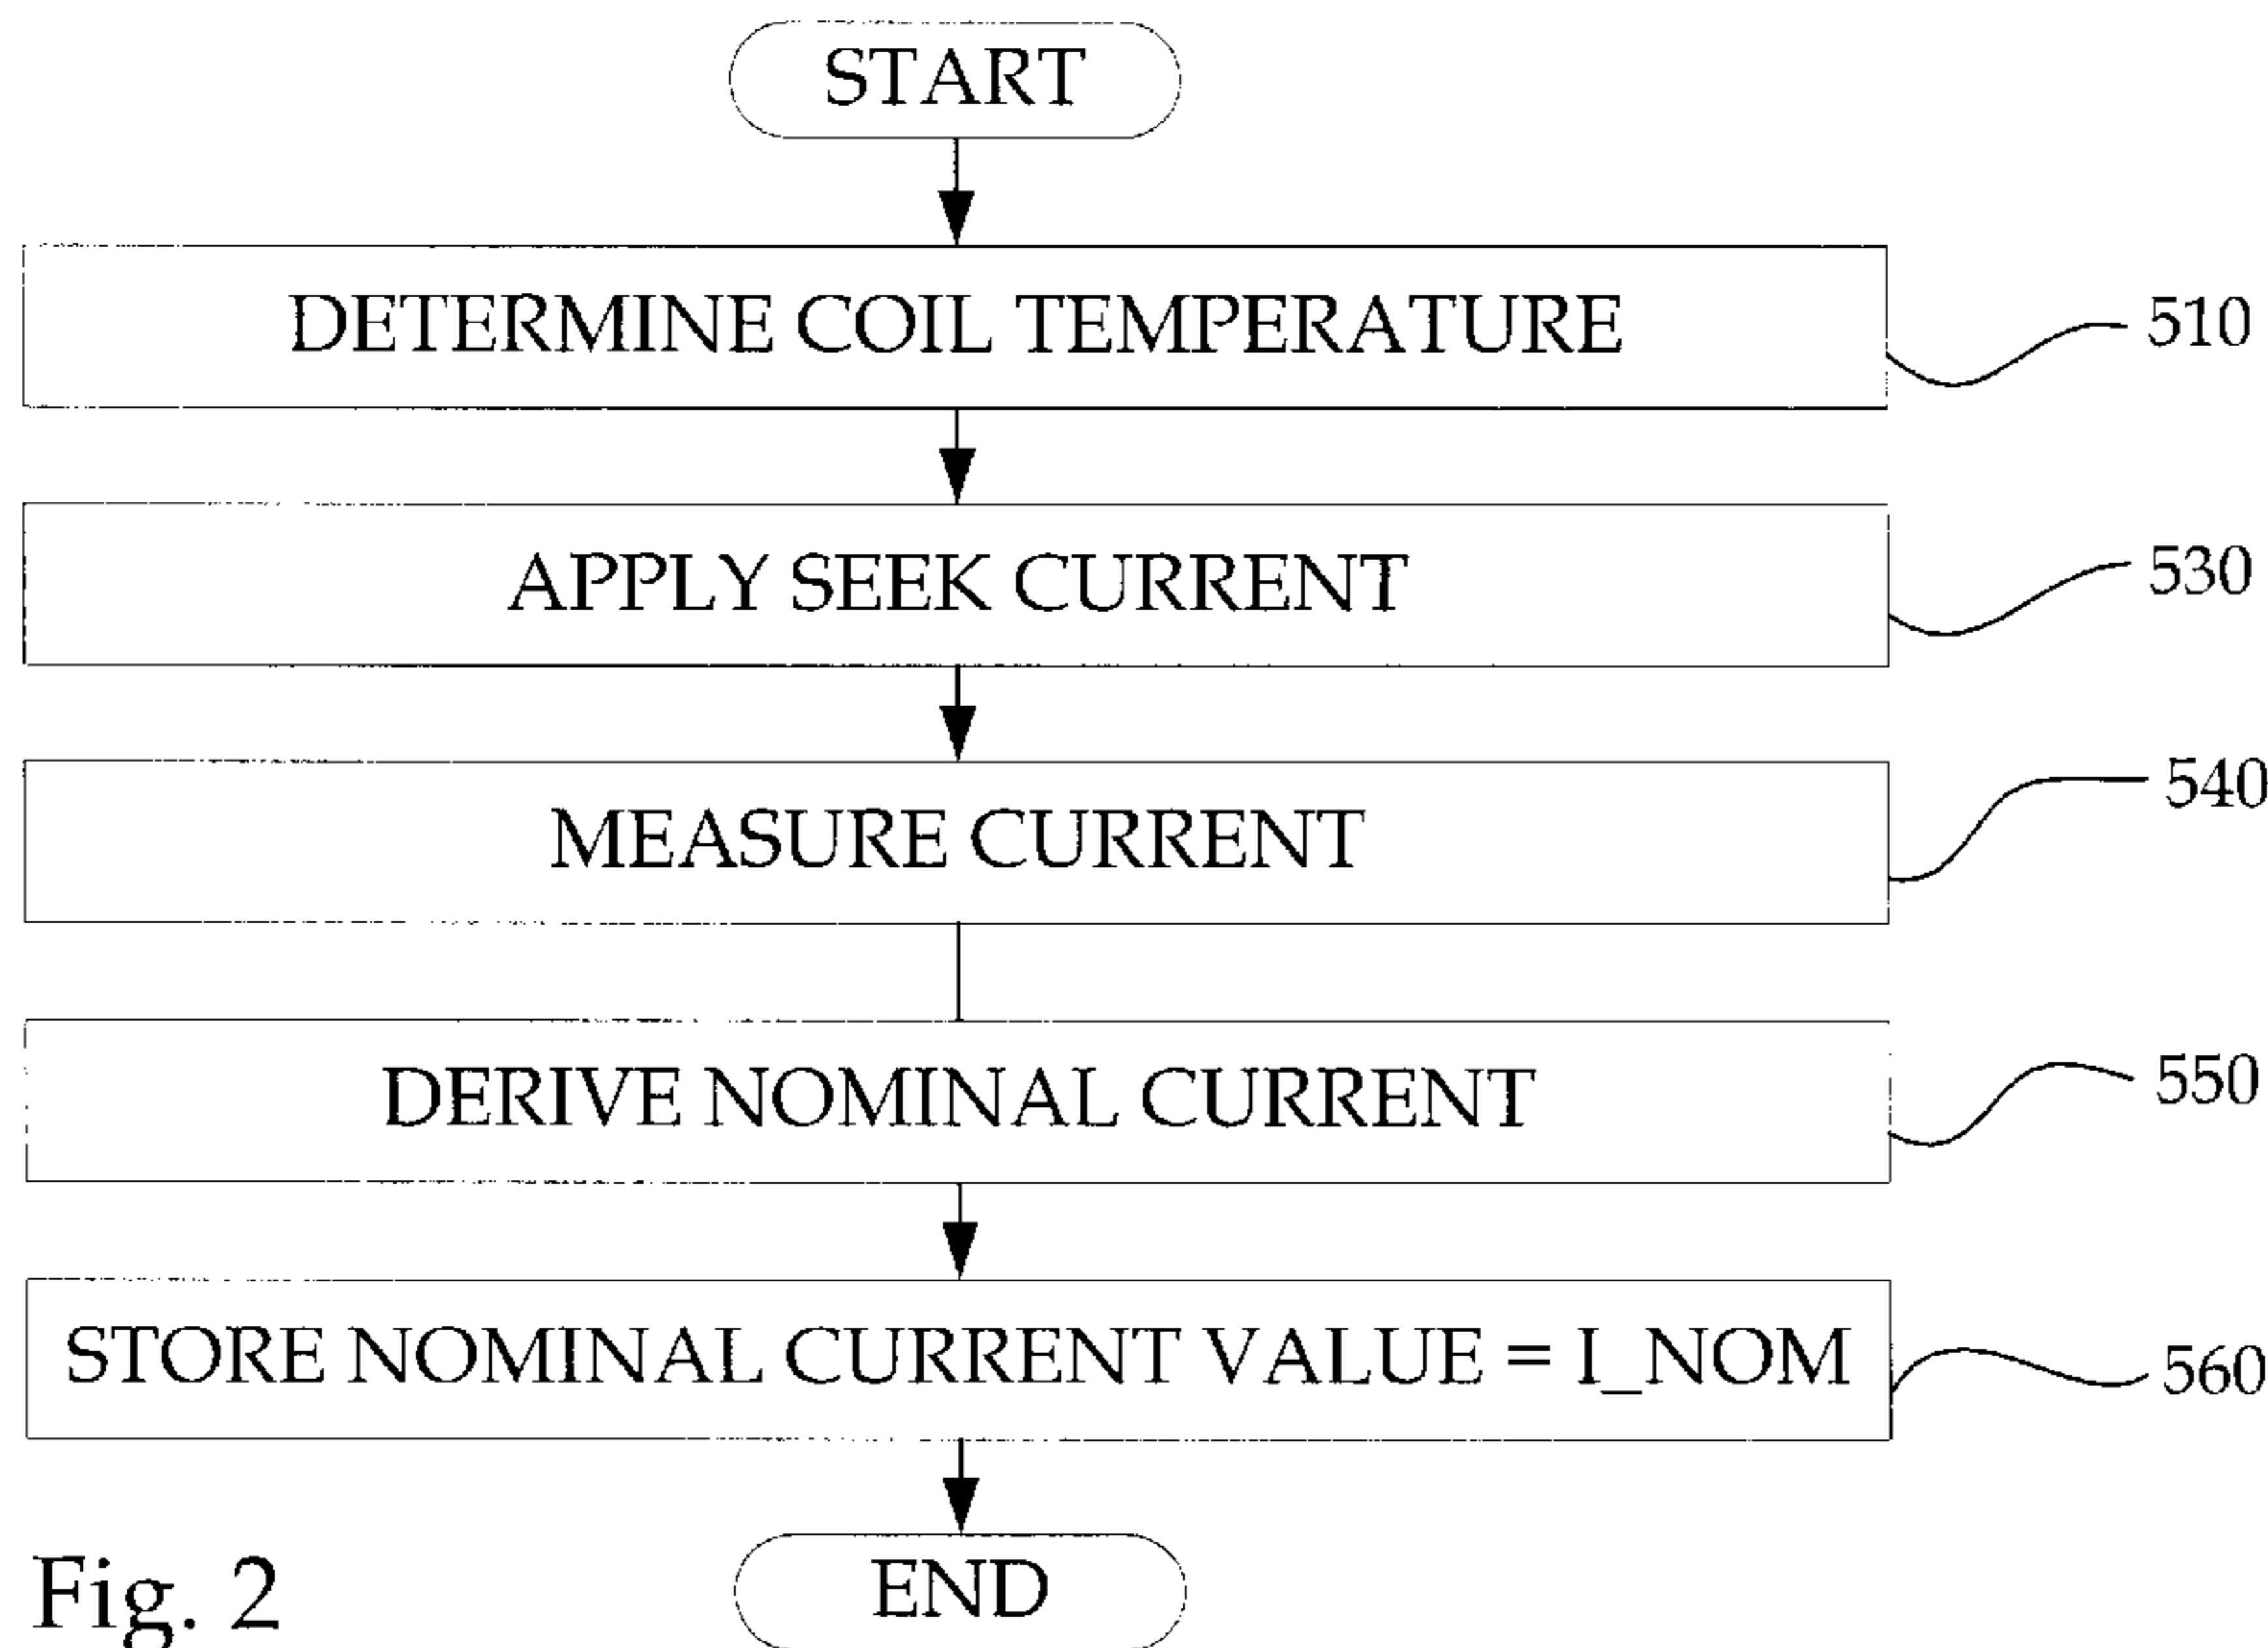 START
DETERMINE COIL TEMPERATURE
510
APPLY SEEK CURRENT
530
MEASURE CURRENT
540
DERIVE NOMINAL CURRENT
550
STORE NOMINAL CURRENT VALUE = I_NOM
560
END
Fig. 2